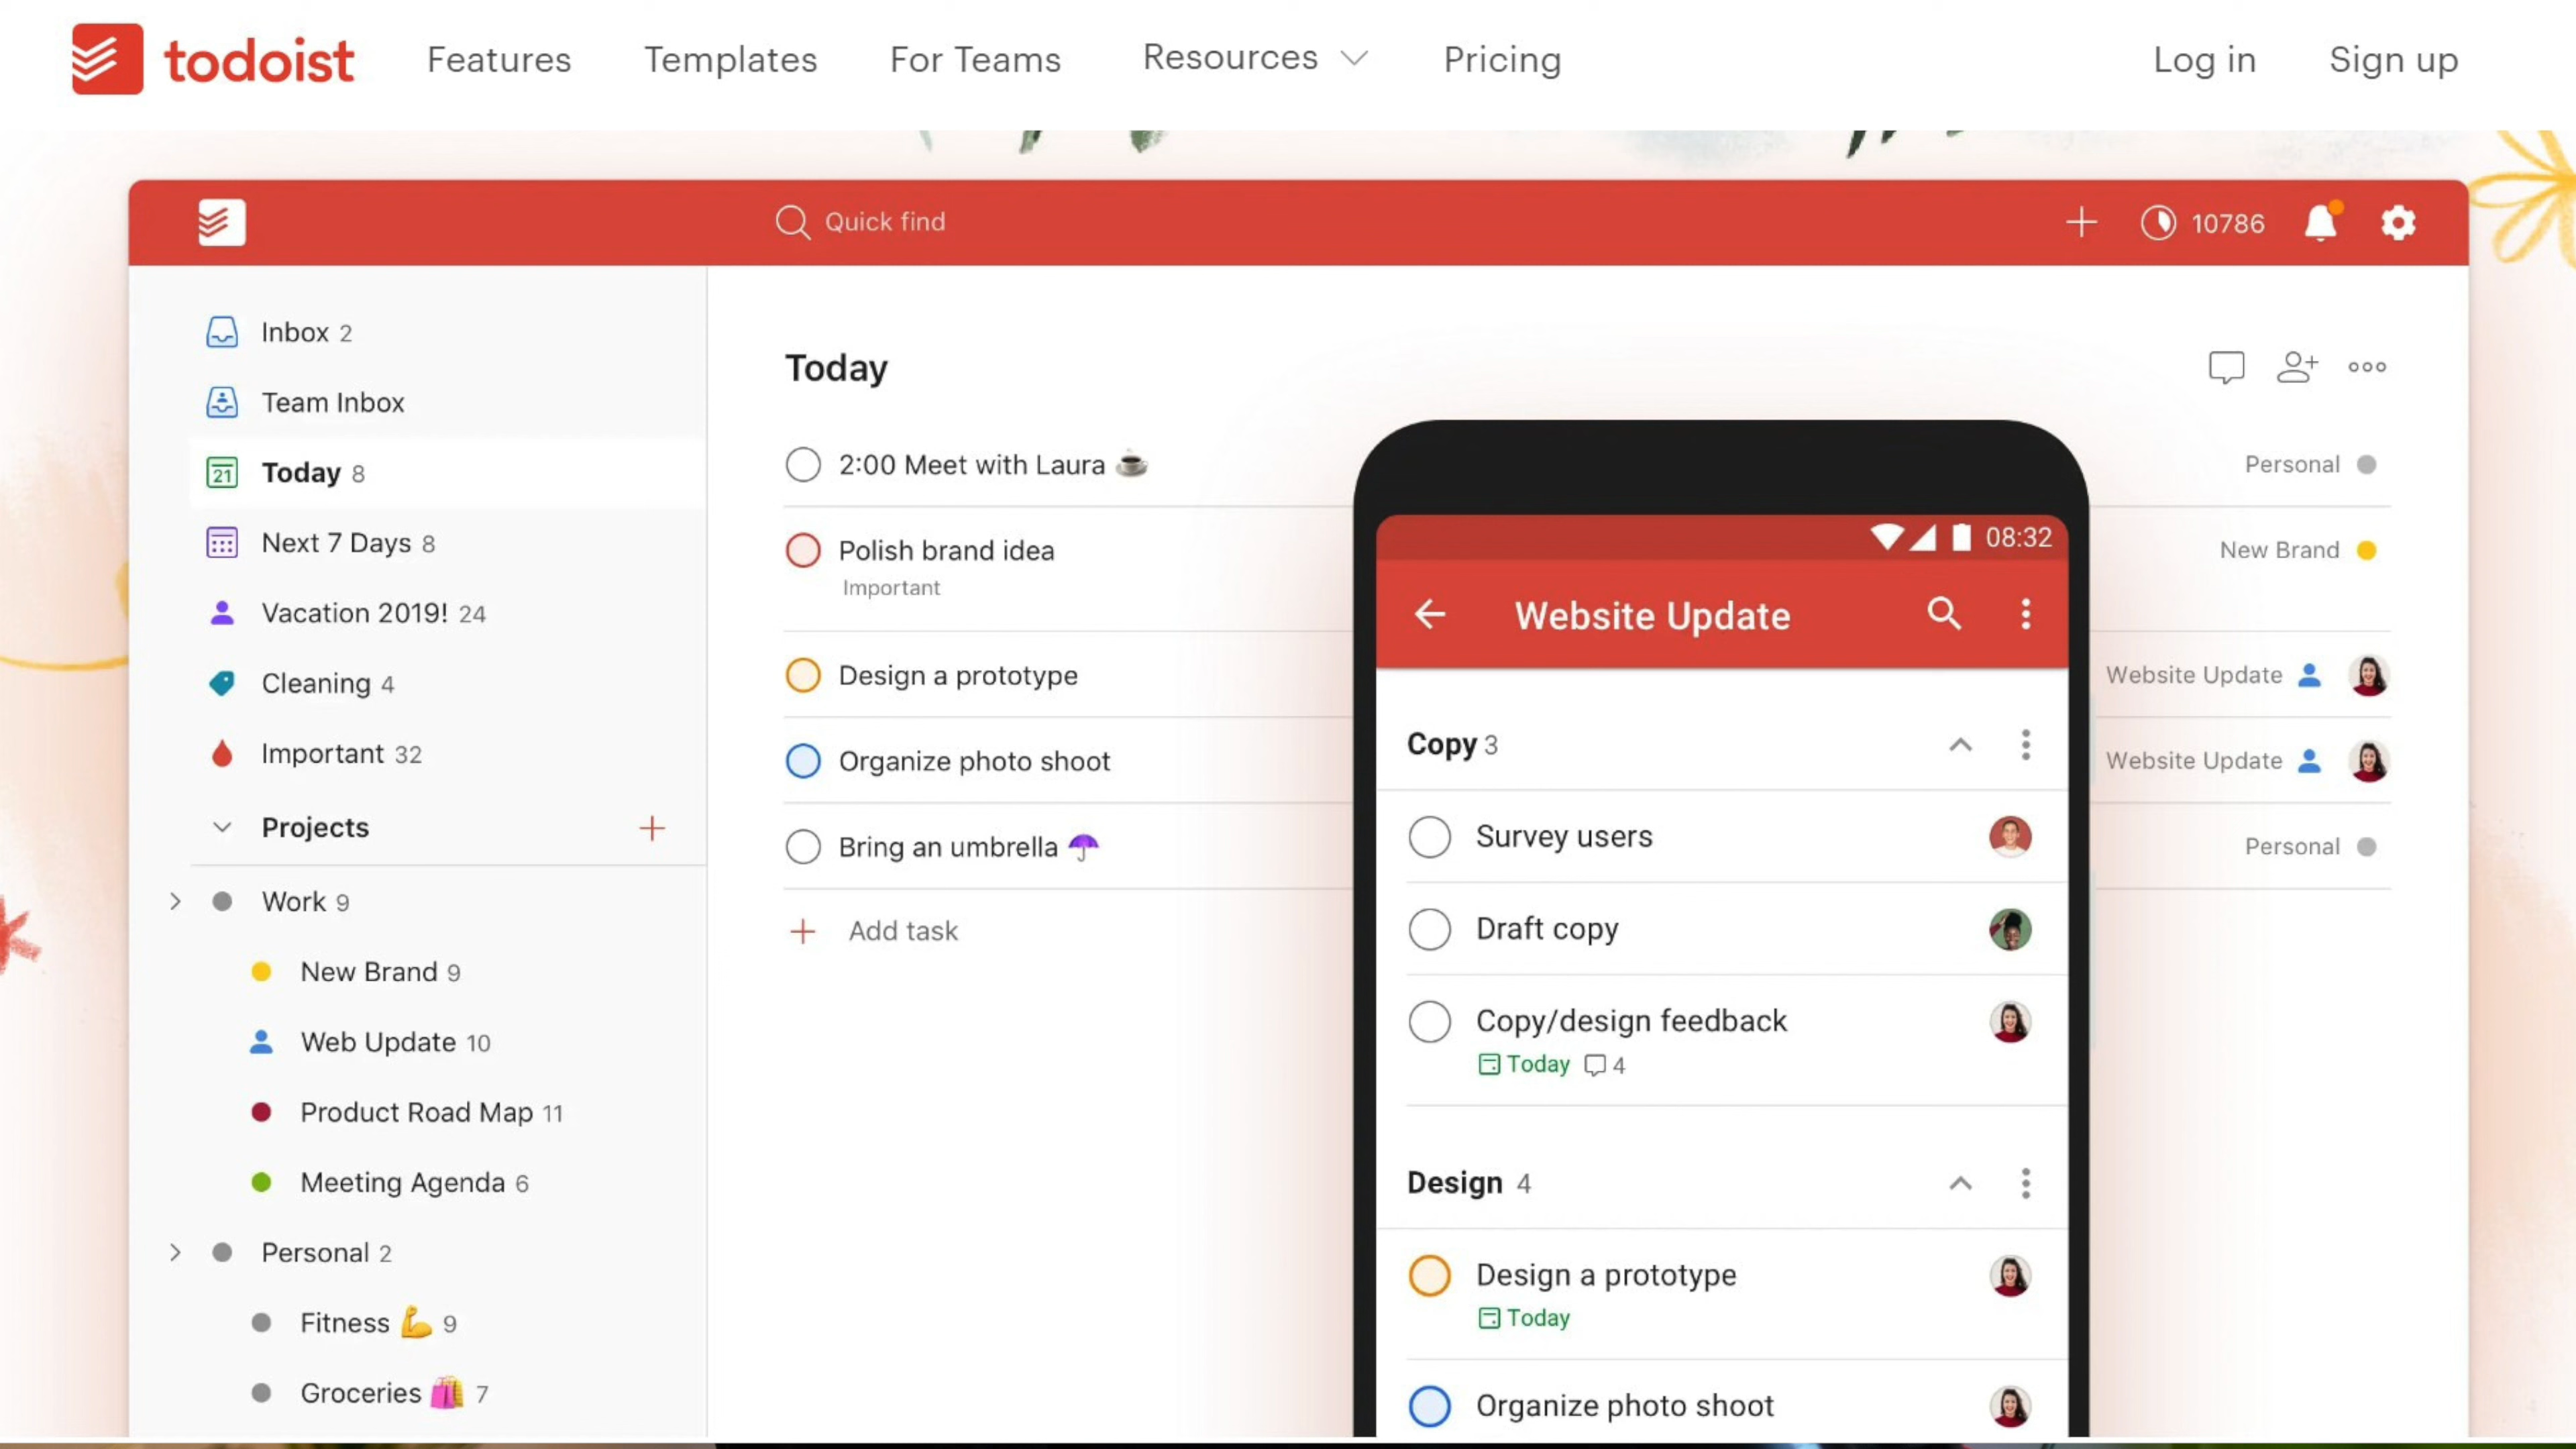 todoist Features Templates For Teams Resources Pricing Log in Sign up
Quick find 10786
Inbox 2
Team Inbox
21 Today 8
Next 7 Days 8
Vacation 2019! 24
Cleaning 4
Important 32
Projects
Work 9
New Brand 9
Web Update 10
Product Road Map 11
Meeting Agenda 6
Personal 2
Fitness 💪 9
Groceries 🛍️ 7
Today
2:00 Meet with Laura ☕ Personal
Polish brand idea New Brand
Important
Design a prototype Website Update
Organize photo shoot Website Update
Bring an umbrella ☂ Personal
Add task
08:32
Website Update
Copy 3
Survey users
Draft copy
Copy/design feedback
Today 4
Design 4
Design a prototype
Today
Organize photo shoot